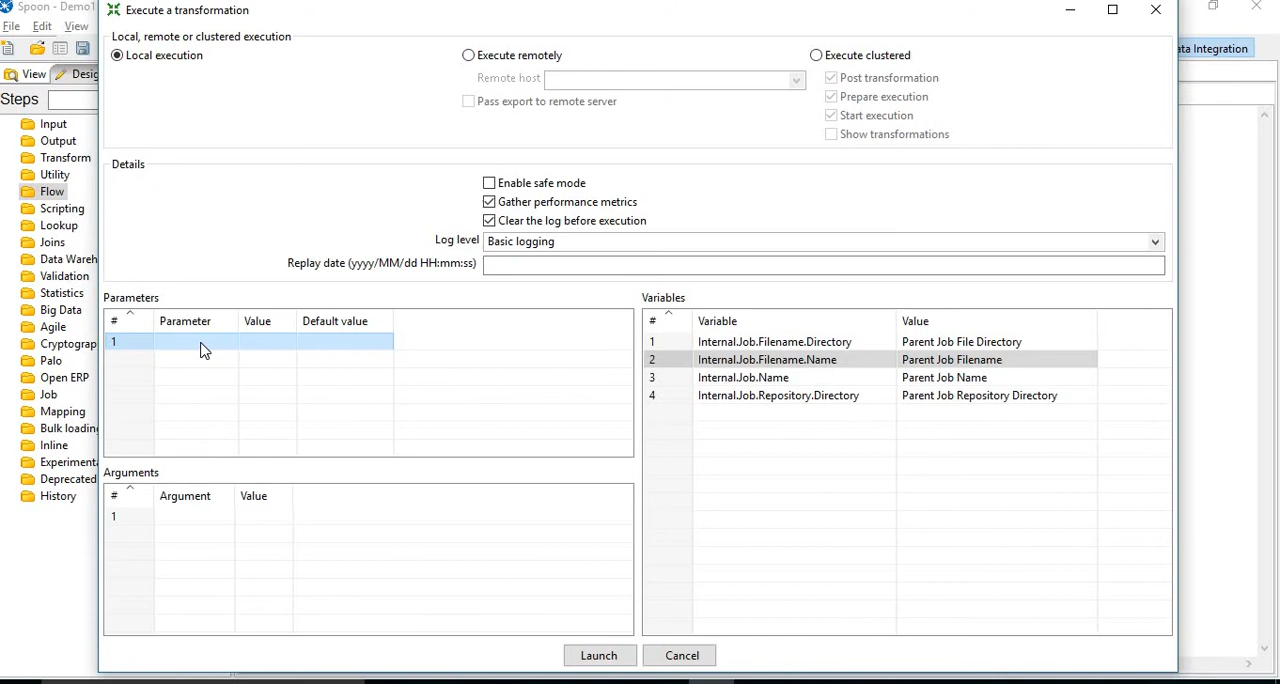 Spoon - Demo1
Execute a transformation
File Edit View
Local, remote or clustered execution
Local execution
Execute remotely
Execute clustered
Remote host
Post transformation
Pass export to remote server
Prepare execution
Start execution
Show transformations
ata Integration
View Desig
Steps
Input
Output
Transform
Utility
Flow
Scripting
Lookup
Joins
Data Wareh
Validation
Statistics
Big Data
Agile
Cryptograp
Palo
Open ERP
Job
Mapping
Bulk loading
Inline
Experimenta
Deprecated
History
Details
Enable safe mode
Gather performance metrics
Clear the log before execution
Log level Basic logging
Replay date (yyyy/MM/dd HH:mm:ss)
Parameters
# Parameter Value Default value
1
Arguments
# Argument Value
1
Variables
# Variable Value
1 Internal.Job.Filename.Directory Parent Job File Directory
2 Internal.Job.Filename.Name Parent Job Filename
3 Internal.Job.Name Parent Job Name
4 Internal.Job.Repository.Directory Parent Job Repository Directory
Launch Cancel